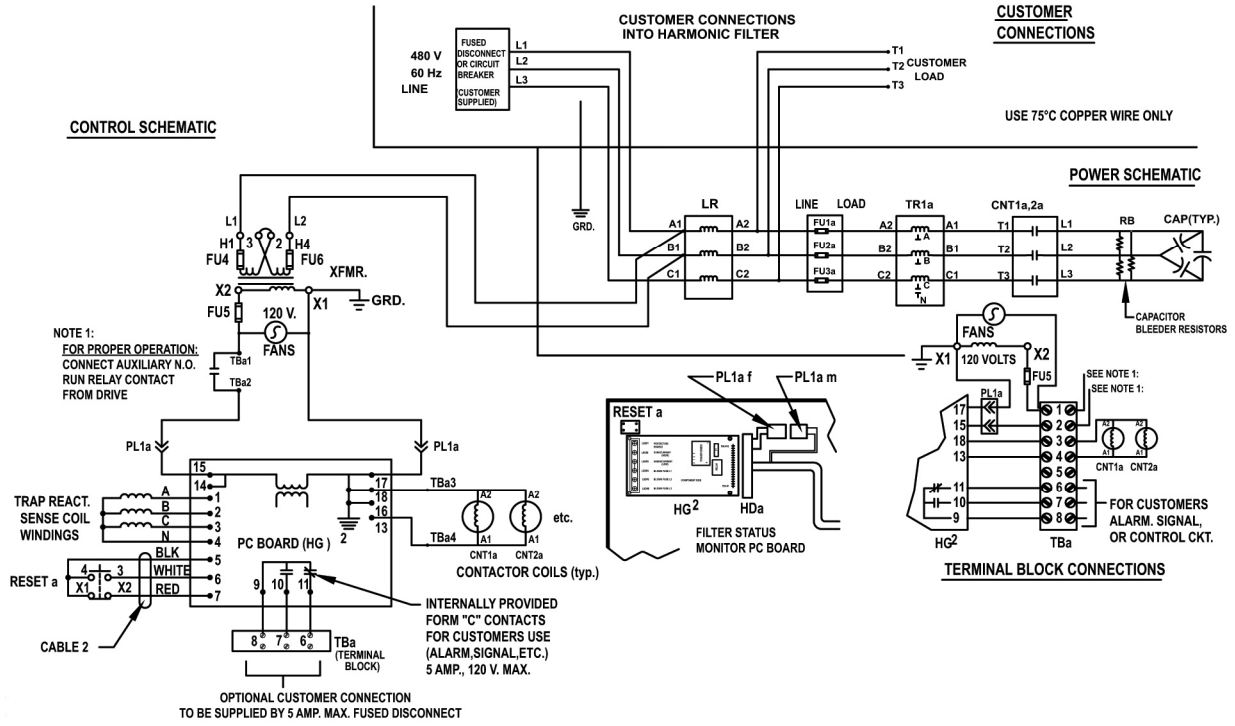 CUSTOMER CONNECTIONS
INTO HARMONIC FILTER
CUSTOMER
CONNECTIONS
480 V
60 Hz
LINE
FUSED
DISCONNECT
OR CIRCUIT
BREAKER
(CUSTOMER
SUPPLIED)
L1
L2
L3
T1
T2
T3
CUSTOMER
LOAD
USE 75°C COPPER WIRE ONLY
CONTROL SCHEMATIC
POWER SCHEMATIC
GRD.
LR
A1
A2
B1
B2
C1
C2
LINE
LOAD
FU1a
FU2a
FU3a
TR1a
A2
A
A1
B2
B
B1
C2
C
C1
N
CNT1a,2a
T1
L1
T2
L2
T3
L3
RB
CAP(TYP.)
CAPACITOR
BLEEDER RESISTORS
L1
L2
H1
3
2
H4
FU4
FU6
XFMR.
X2
X1
GRD.
FU5
120 V.
FANS
NOTE 1:
FOR PROPER OPERATION:
CONNECT AUXILIARY N.O.
RUN RELAY CONTACT
FROM DRIVE
TBa1
TBa2
PL1a
PL1a
15
14
17
18
16
13
2
TBa3
TBa4
A2
A1
CNT1a
A2
A1
CNT2a
etc.
CONTACTOR COILS (typ.)
TRAP REACT.
SENSE COIL
WINDINGS
A
B
C
N
1
2
3
4
PC BOARD (HG )
BLK
WHITE
RED
5
6
7
RESET a
4
3
X1
X2
CABLE 2
9
10
11
8
7
6
TBa
(TERMINAL
BLOCK)
INTERNALLY PROVIDED
FORM "C" CONTACTS
FOR CUSTOMERS USE
(ALARM,SIGNAL,ETC.)
5 AMP., 120 V. MAX.
OPTIONAL CUSTOMER CONNECTION
TO BE SUPPLIED BY 5 AMP. MAX. FUSED DISCONNECT
PL1a f
PL1a m
RESET a
HG2
HDa
FILTER STATUS
MONITOR PC BOARD
FANS
X1
120 VOLTS
X2
FU5
SEE NOTE 1:
SEE NOTE 1:
PL1a
17
15
18
13
11
10
9
1
2
3
4
5
6
7
8
A2
A1
CNT1a
A2
A1
CNT2a
FOR CUSTOMERS
ALARM. SIGNAL,
OR CONTROL CKT.
HG2
TBa
TERMINAL BLOCK CONNECTIONS